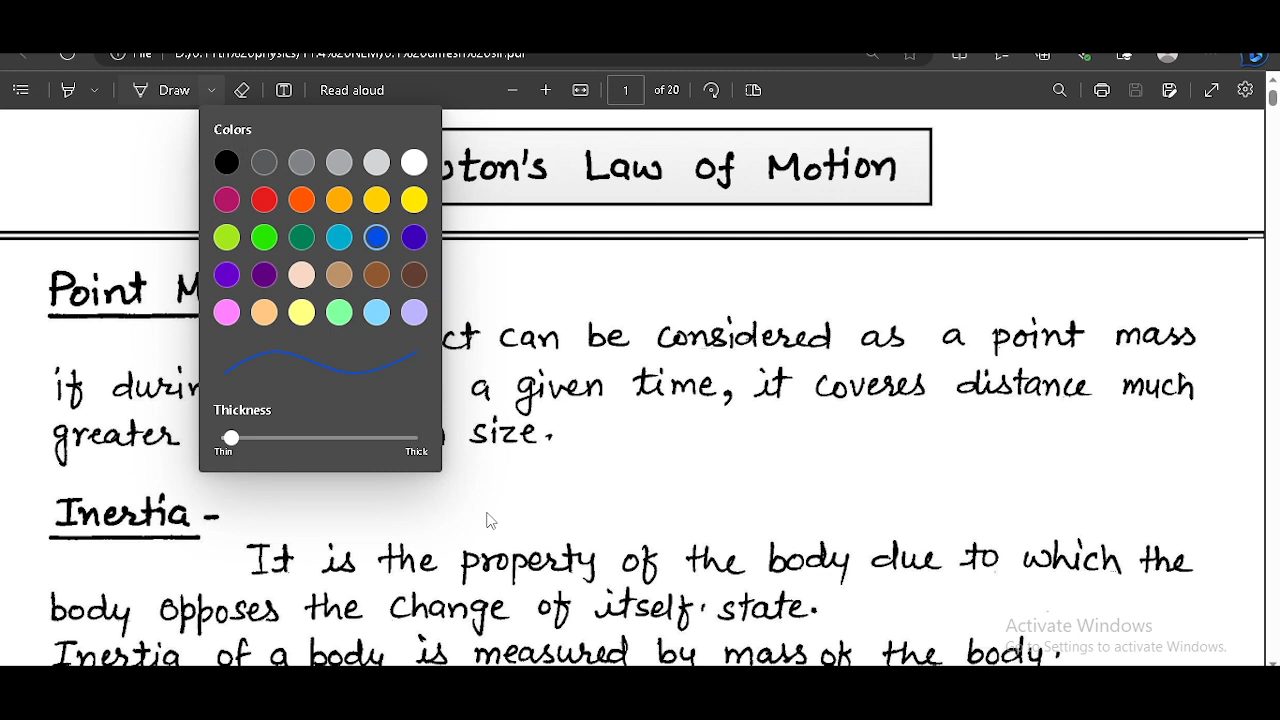 Draw
Read aloud
1 of 20
Colors
Thickness
Thin Thick
ton's Law of Motion
Point M
ct can be considered as a point mass
if durin a given time, it coveres distance much
greater size.
Inertia -
It is the property of the body due to which the
body opposes the change of itself state.
Inertia of a body is measured by mass of the body.
Activate Windows
Go to Settings to activate Windows.